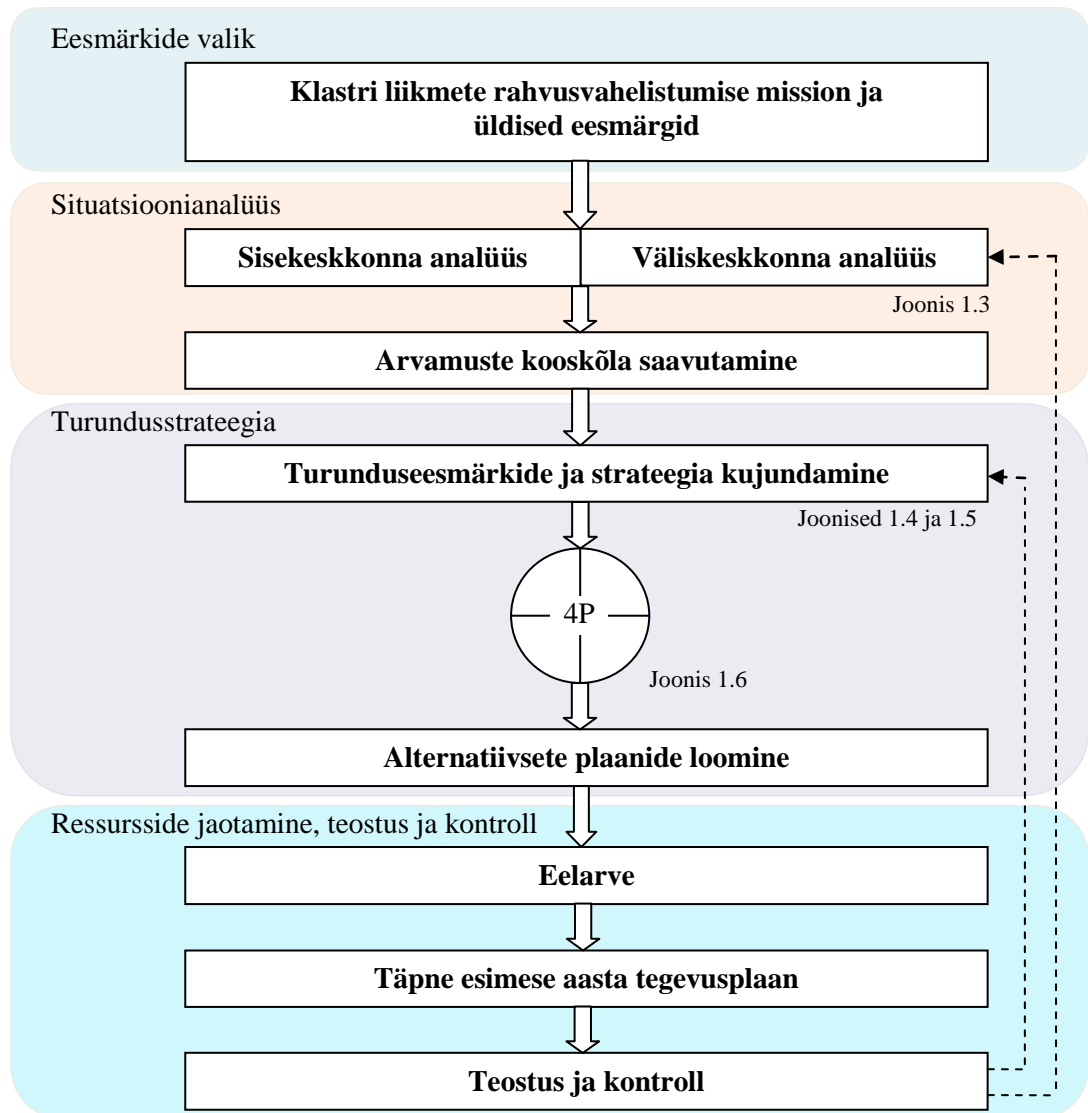 Eesmärkide valik
Klastri liikmete rahvusvahelistumise mission ja
üldised eesmärgid
Situatsioonianalüüs
Sisekeskkonna analüüs
Väliskeskkonna analüüs
Joonis 1.3
Arvamuste kooskõla saavutamine
Turundusstrateegia
Turunduseesmärkide ja strateegia kujundamine
Joonised 1.4 ja 1.5
4P
Joonis 1.6
Alternatiivsete plaanide loomine
Ressursside jaotamine, teostus ja kontroll
Eelarve
Täpne esimese aasta tegevusplaan
Teostus ja kontroll